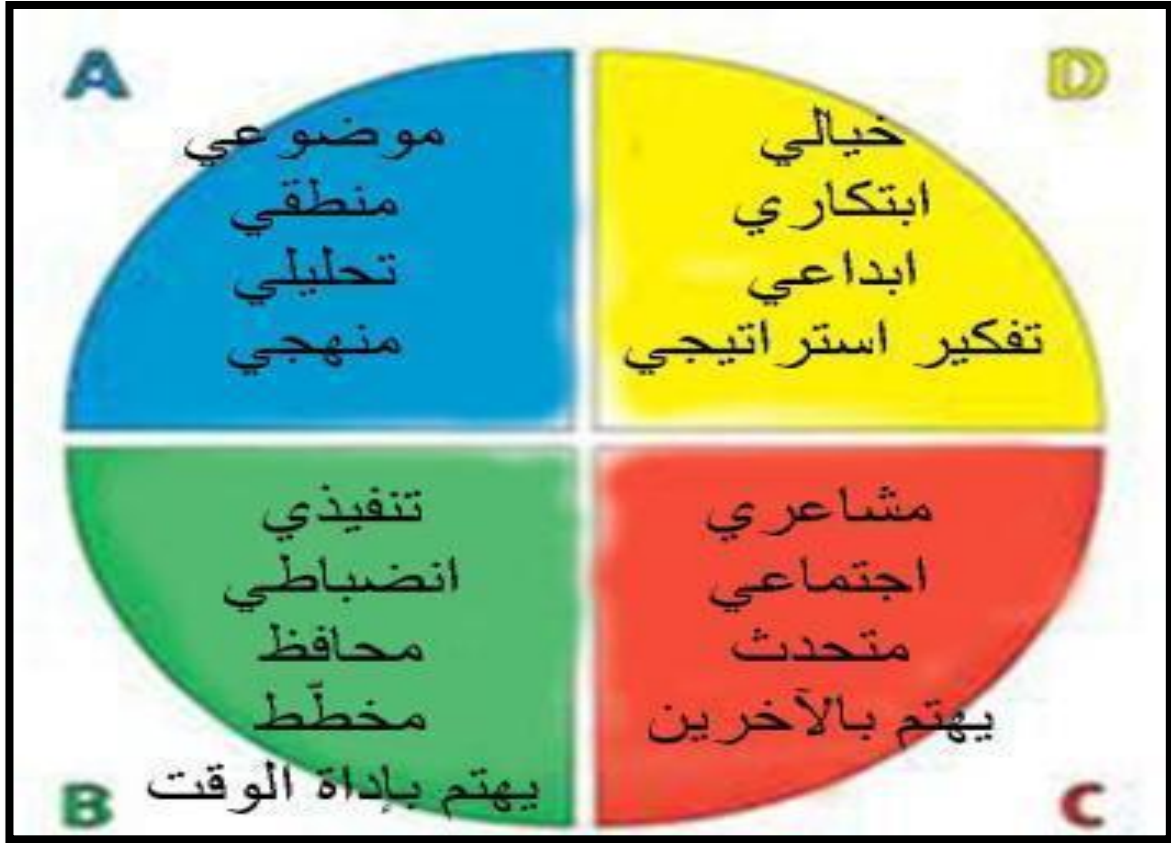 A
موضوعي
منطقي
تحليلي
منهجي
D
خيالي
ابتكاري
ابداعي
تفكير استراتيجي
B
تنفيذي
انضباطي
محافظ
مخطّط
يهتم بإداة الوقت
C
مشاعري
اجتماعي
متحدث
يهتم بالآخرين